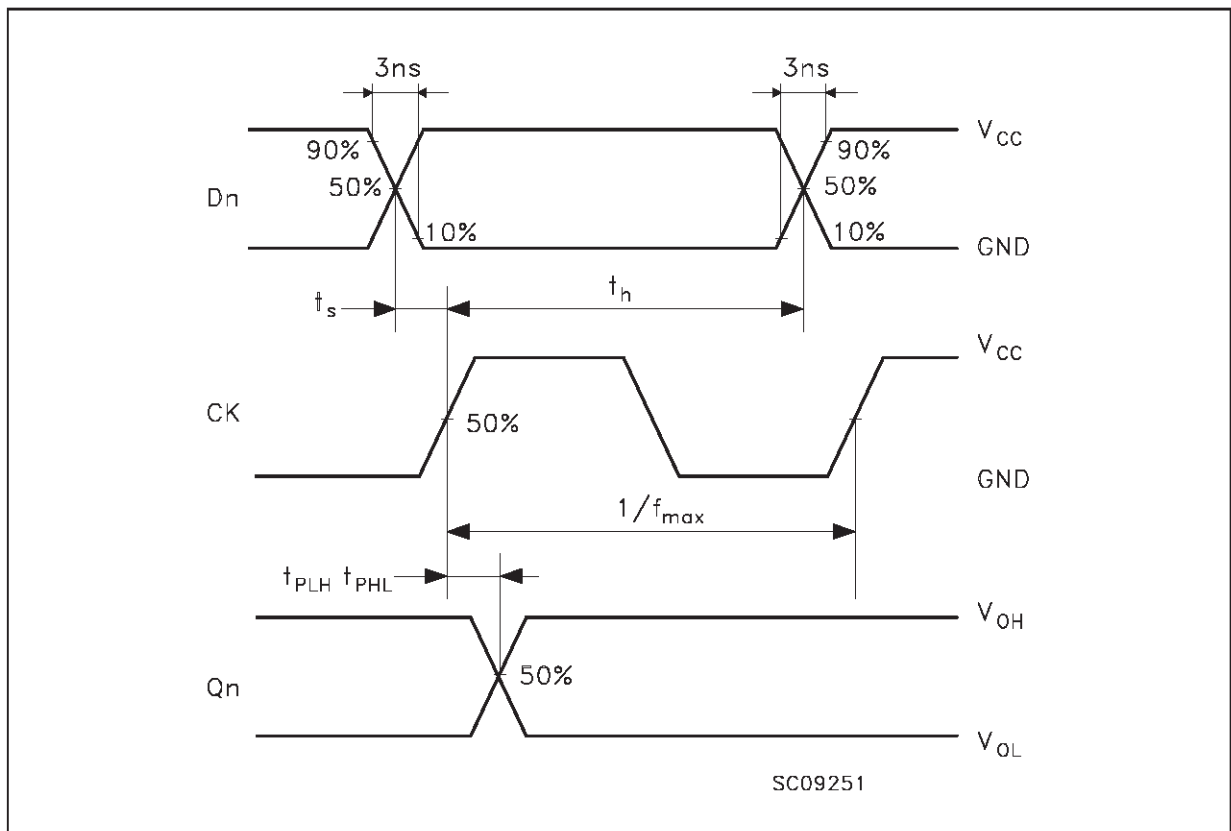 3ns 3ns
90% 90% V_CC
Dn 50% 50%
10% 10% GND
t_s t_h
V_CC
CK 50%
GND
1/f_max
t_PLH t_PHL
V_OH
Qn 50%
V_OL
SC09251